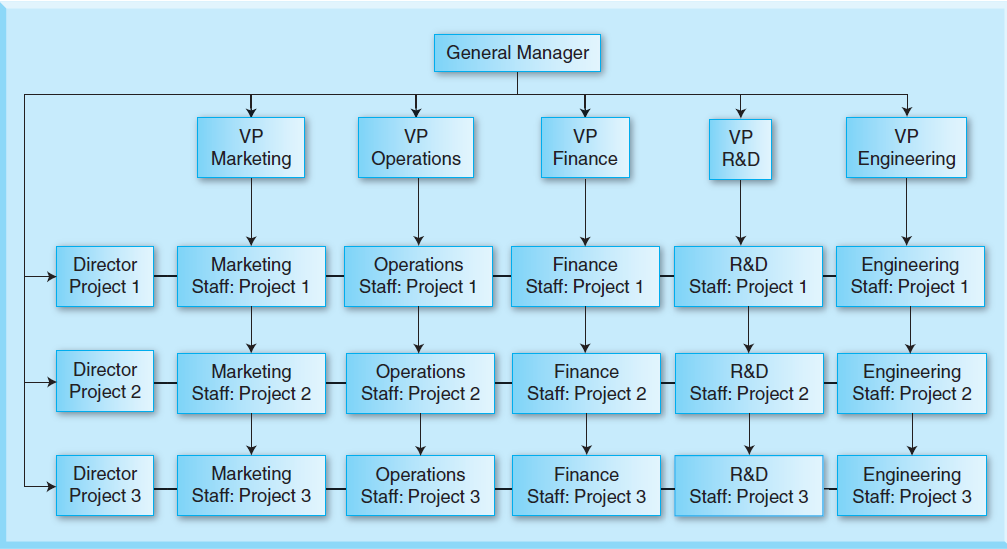 General Manager
VP
Marketing
VP
Operations
VP
Finance
VP
R&D
VP
Engineering
Director
Project 1
Marketing
Staff: Project 1
Operations
Staff: Project 1
Finance
Staff: Project 1
R&D
Staff: Project 1
Engineering
Staff: Project 1
Director
Project 2
Marketing
Staff: Project 2
Operations
Staff: Project 2
Finance
Staff: Project 2
R&D
Staff: Project 2
Engineering
Staff: Project 2
Director
Project 3
Marketing
Staff: Project 3
Operations
Staff: Project 3
Finance
Staff: Project 3
R&D
Staff: Project 3
Engineering
Staff: Project 3